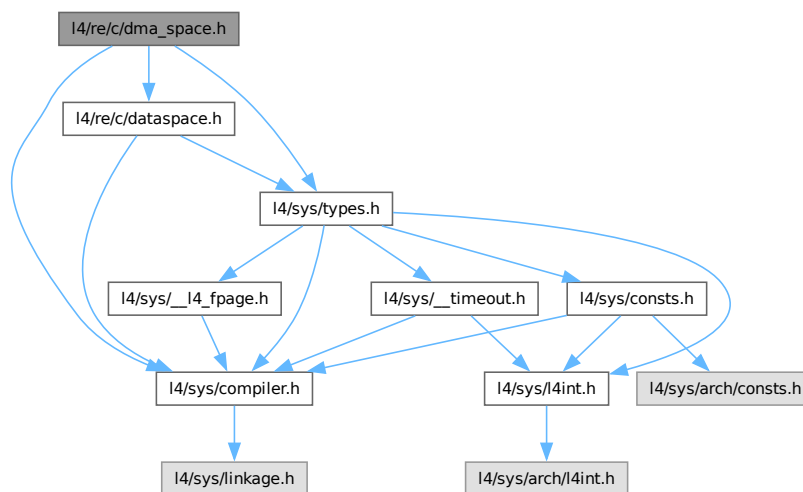 l4/re/c/dma_space.h
l4/re/c/dataspace.h
l4/sys/types.h
l4/sys/__l4_fpage.h
l4/sys/__timeout.h
l4/sys/consts.h
l4/sys/compiler.h
l4/sys/l4int.h
l4/sys/arch/consts.h
l4/sys/linkage.h
l4/sys/arch/l4int.h